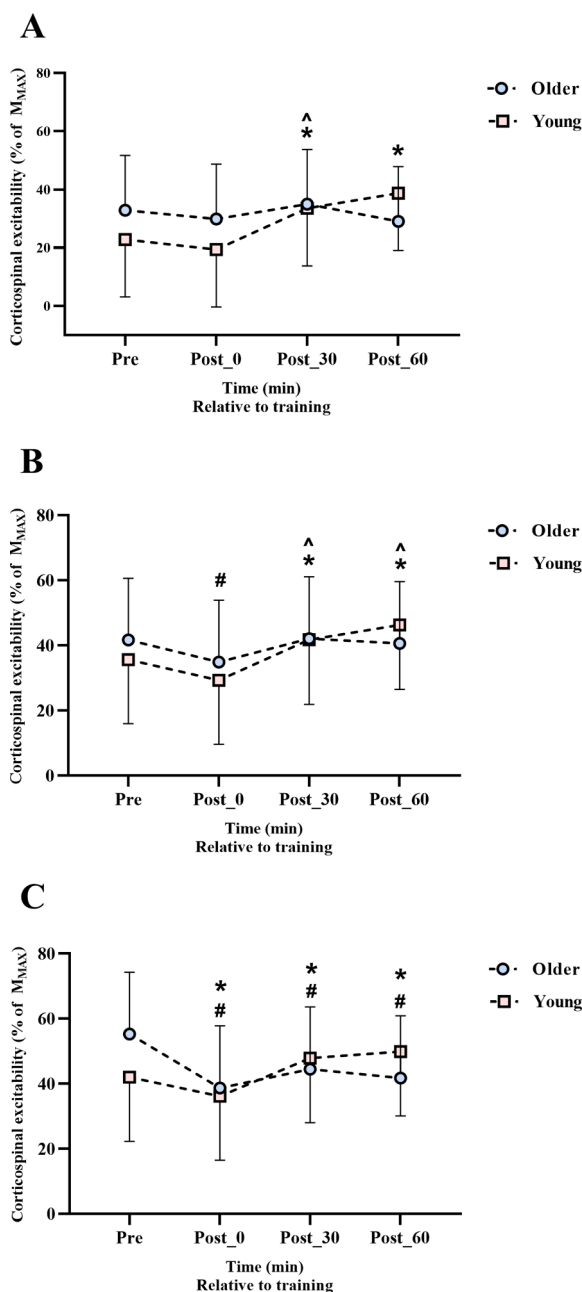 A
80
60
40
20
0
Corticospinal excitability (% of MMAX)
^
*
*
Older
Young
Pre Post_0 Post_30 Post_60
Time (min)
Relative to training
B
80
60
40
20
0
Corticospinal excitability (% of MMAX)
#
^
*
^
*
Older
Young
Pre Post_0 Post_30 Post_60
Time (min)
Relative to training
C
80
60
40
20
0
Corticospinal excitability (% of MMAX)
* * *
# # #
Older
Young
Pre Post_0 Post_30 Post_60
Time (min)
Relative to training